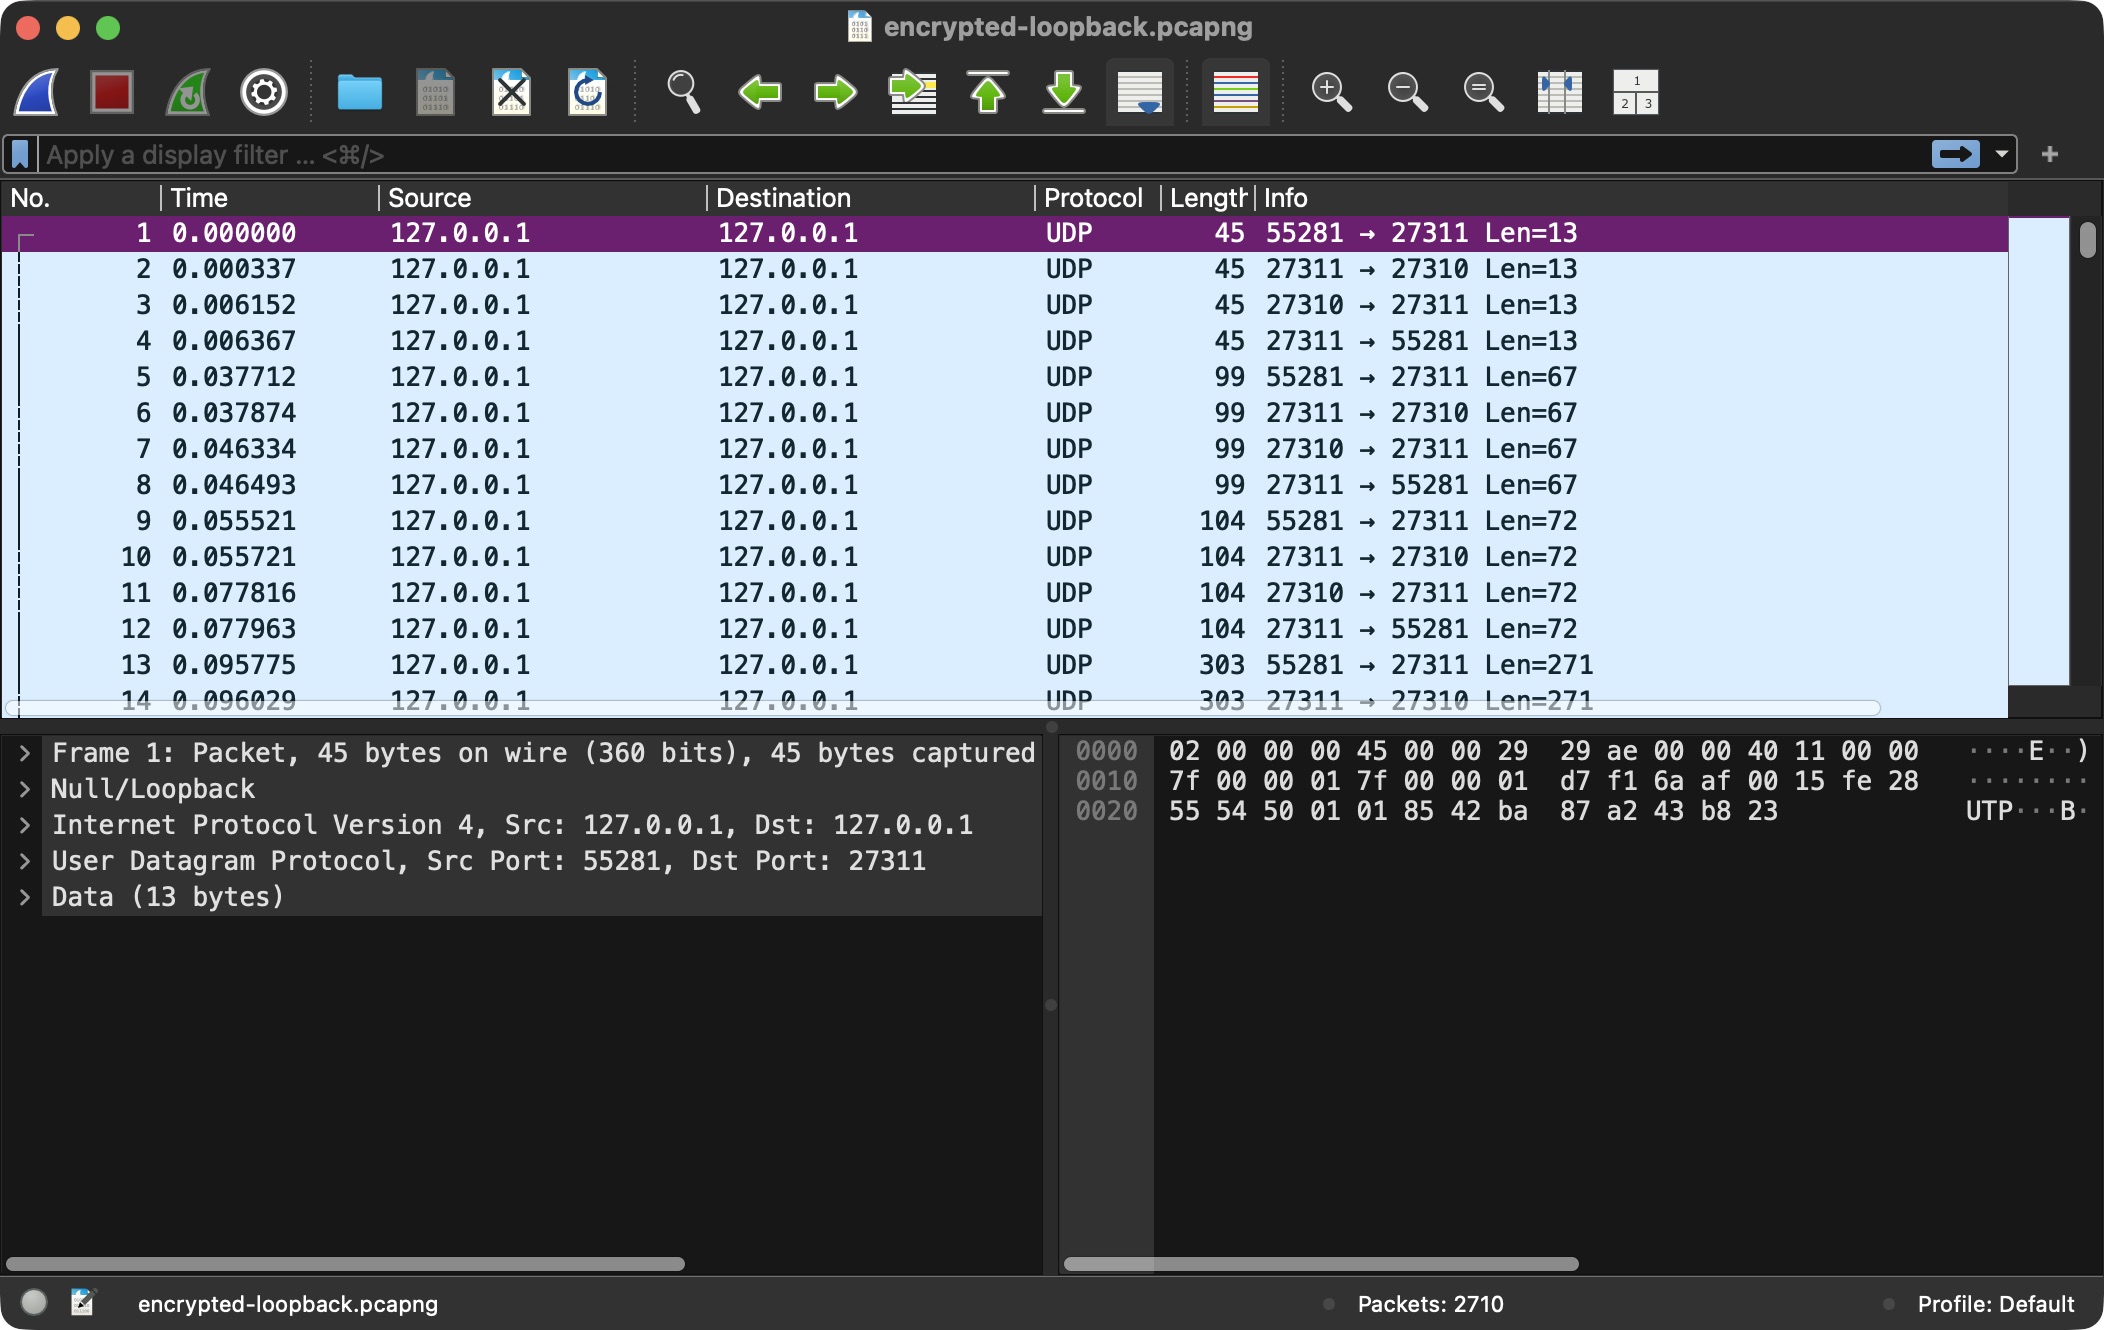 encrypted-loopback.pcapng
Apply a display filter ... <⌘/>
No. Time Source Destination Protocol Length Info
1 0.000000 127.0.0.1 127.0.0.1 UDP 45 55281 → 27311 Len=13
2 0.000337 127.0.0.1 127.0.0.1 UDP 45 27311 → 27310 Len=13
3 0.006152 127.0.0.1 127.0.0.1 UDP 45 27310 → 27311 Len=13
4 0.006367 127.0.0.1 127.0.0.1 UDP 45 27311 → 55281 Len=13
5 0.037712 127.0.0.1 127.0.0.1 UDP 99 55281 → 27311 Len=67
6 0.037874 127.0.0.1 127.0.0.1 UDP 99 27311 → 27310 Len=67
7 0.046334 127.0.0.1 127.0.0.1 UDP 99 27310 → 27311 Len=67
8 0.046493 127.0.0.1 127.0.0.1 UDP 99 27311 → 55281 Len=67
9 0.055521 127.0.0.1 127.0.0.1 UDP 104 55281 → 27311 Len=72
10 0.055721 127.0.0.1 127.0.0.1 UDP 104 27311 → 27310 Len=72
11 0.077816 127.0.0.1 127.0.0.1 UDP 104 27310 → 27311 Len=72
12 0.077963 127.0.0.1 127.0.0.1 UDP 104 27311 → 55281 Len=72
13 0.095775 127.0.0.1 127.0.0.1 UDP 303 55281 → 27311 Len=271
14 0.096029 127.0.0.1 127.0.0.1 UDP 303 27311 → 27310 Len=271
Frame 1: Packet, 45 bytes on wire (360 bits), 45 bytes captured
Null/Loopback
Internet Protocol Version 4, Src: 127.0.0.1, Dst: 127.0.0.1
User Datagram Protocol, Src Port: 55281, Dst Port: 27311
Data (13 bytes)
0000 02 00 00 00 45 00 00 29 29 ae 00 00 40 11 00 00 ····E··)
0010 7f 00 00 01 7f 00 00 01 d7 f1 6a af 00 15 fe 28 ········
0020 55 54 50 01 01 85 42 ba 87 a2 43 b8 23 UTP···B·
encrypted-loopback.pcapng
Packets: 2710
Profile: Default